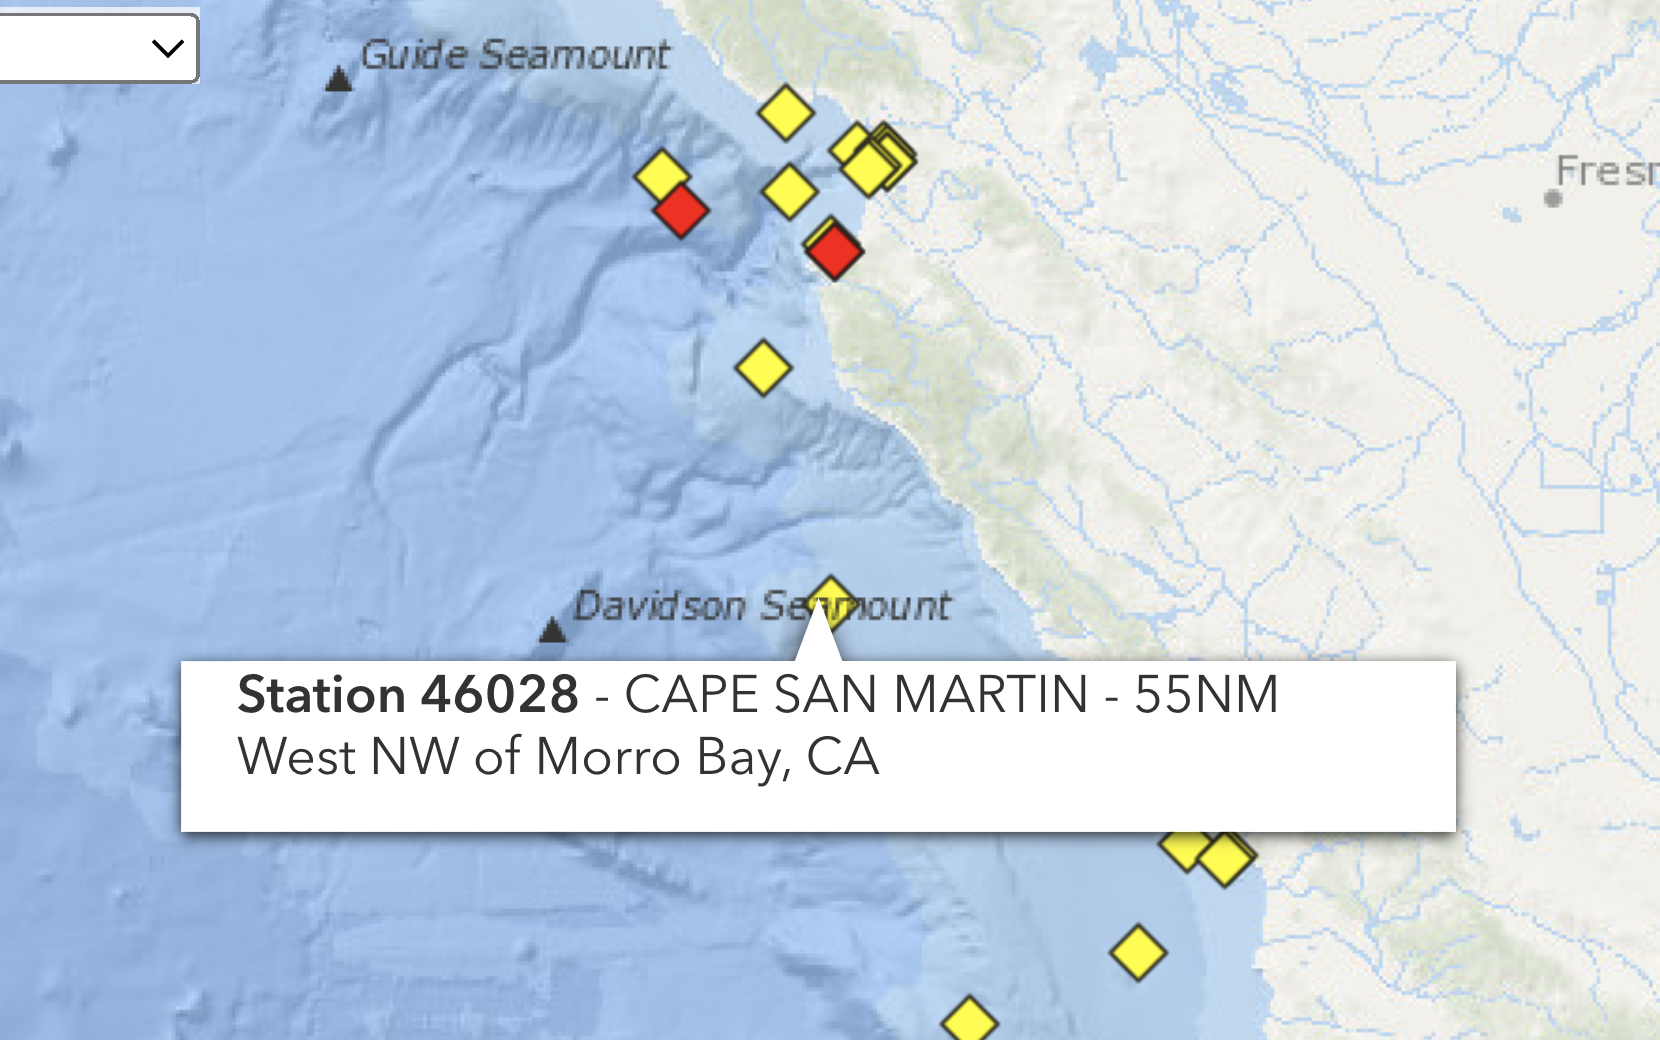 Guide Seamount
Fresn
Davidson Seamount
Station 46028 - CAPE SAN MARTIN - 55NM
West NW of Morro Bay, CA